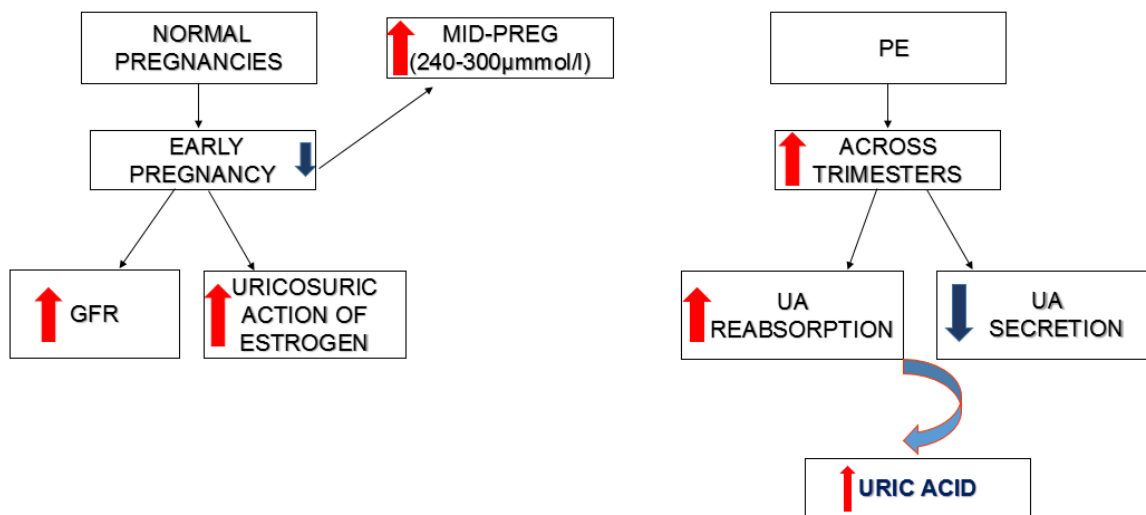 NORMAL
PREGNANCIES
MID-PREG
(240-300µmmol/l)
EARLY
PREGNANCY
GFR
URICOSURIC
ACTION OF
ESTROGEN
PE
ACROSS
TRIMESTERS
UA
REABSORPTION
UA
SECRETION
URIC ACID